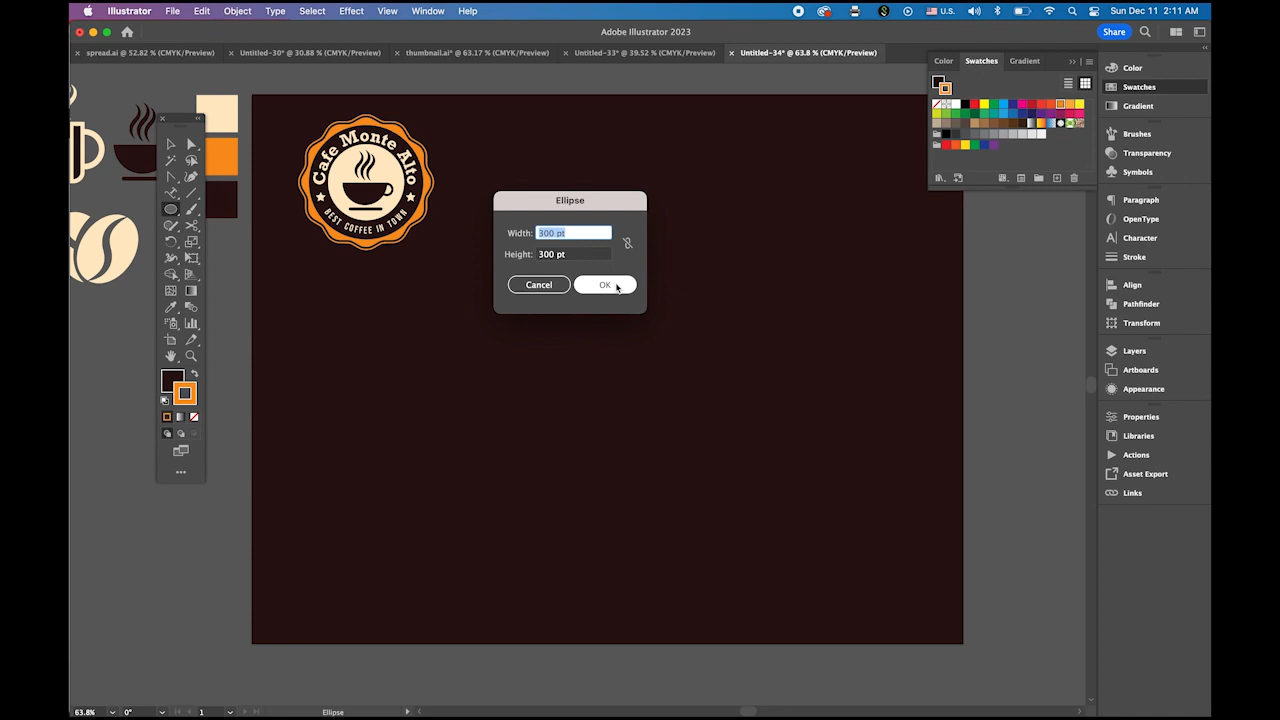 Illustrator File Edit Object Type Select Effect View Window Help
U.S. Sun Dec 11 2:11 AM
Adobe Illustrator 2023
Share
spread.ai @ 52.82 % (CMYK/Preview)
Untitled-30* @ 30.88 % (CMYK/Preview)
thumbnail.ai* @ 63.17 % (CMYK/Preview)
Untitled-33* @ 39.52 % (CMYK/Preview)
Untitled-34* @ 63.8 % (CMYK/Preview)
Color Swatches Gradient
Color
Swatches
Gradient
Brushes
Transparency
Symbols
Paragraph
OpenType
Character
Stroke
Align
Pathfinder
Transform
Layers
Artboards
Appearance
Properties
Libraries
Actions
Asset Export
Links
Cafe Monte Alto
BEST COFFEE IN TOWN
Ellipse
Width: 300 pt
Height: 300 pt
Cancel OK
63.8% 0° 1 Ellipse